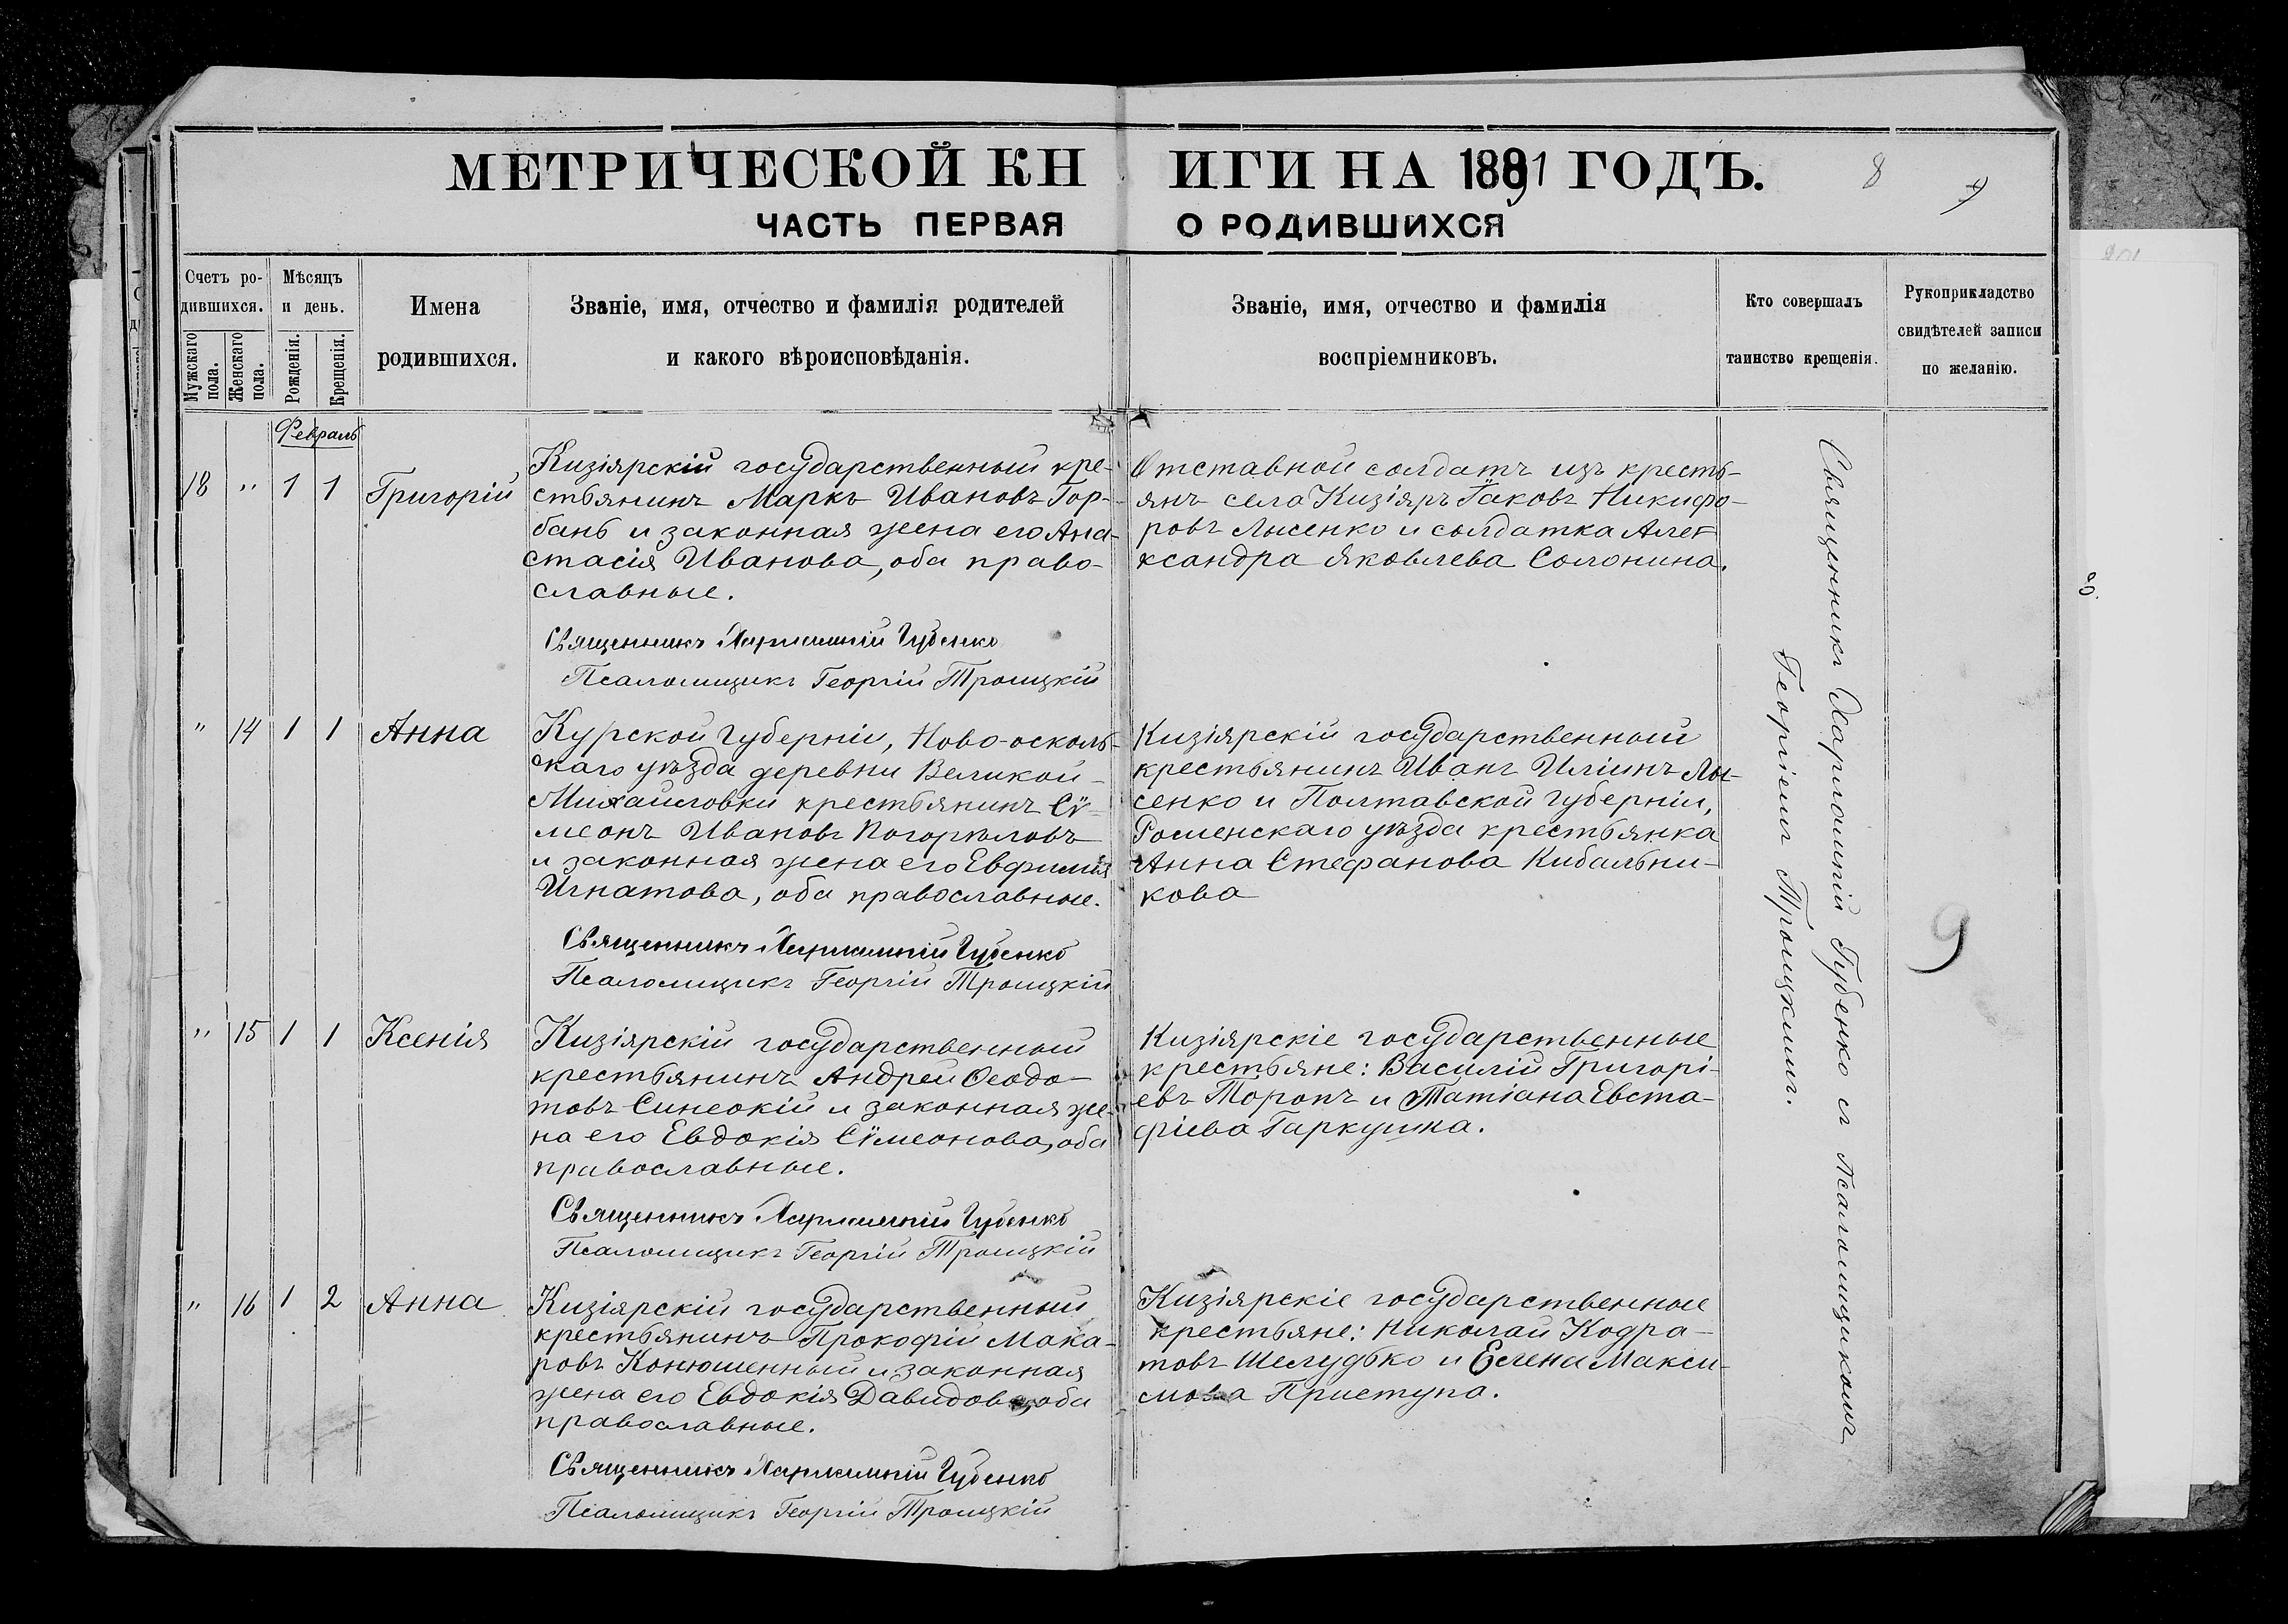 МЕТРИЧЕСКОЙ КНИГИ НА 1891 ГОДЪ.
8
ЧАСТЬ ПЕРВАЯ О РОДИВШИХСЯ
Счетъ ро-
дившихся.
Мужскаго пола.
Женскаго пола.
Мѣсяцъ
и день.
Рожденія.
Крещенія.
Имена
родившихся.
Званіе, имя, отчество и фамилія родителей
и какого вѣроисповѣданія.
Званіе, имя, отчество и фамилія
воспріемниковъ.
Кто совершалъ
таинство крещенія.
Рукоприкладство
свидѣтелей записи
по желанію.
Февраль
18 " 1 1 Григорій
Кизіярскій государственный кре-
стьянинъ Маркъ Ивановъ Гор-
бань и законная жена его Ана-
стасія Иванова, оба право-
славные.
Священникъ Харлампій Губенко
Псаломщикъ Георгій Троицкій
Отставной солдатъ изъ кресть-
янъ села Кизіяръ Іаковъ Никифо-
ровъ Лысенко и солдатка Алек-
ксандра Яковлева Солонина.
" 14 1 1 Анна
Курской губерніи, Ново-осколь-
скаго уѣзда деревни Великой-
Михайловки крестьянинъ Сѵ-
меонъ Ивановъ Погорѣловъ
и законная жена его Евфимія
Игнатова, оба православные.
Священникъ Харлампій Губенко
Псаломщикъ Георгій Троицкій
Кизіярскій государственный
крестьянинъ Иванъ Иліинъ Лы-
сенко и Полтавской губерніи,
Роменскаго уѣзда крестьянка
Анна Стефанова Кибальни-
кова
" 15 1 1 Ксенія
Кизіярскій государственный
крестьянинъ Андрей Ѳеодо-
товъ Синеокій и законная же-
на его Евдокія Сѵмеонова, оба
православные.
Священникъ Харлампій Губенко
Псаломщикъ Георгій Троицкій
Кизіярскіе государственные
крестьяне: Василій Григорі-
евъ Торопъ и Татіана Евста-
фіева Гаркуша.
" 16 1 2 Анна
Кизіярскій государственный
крестьянинъ Прокофій Мака-
ровъ Конюшенный и законная
жена его Евдокія Давидова, оба
православные.
Священникъ Харлампій Губенко
Псаломщикъ Георгій Троицкій
Кизіярскіе государственные
крестьяне: Николай Кодра-
товъ Шелудько и Елена Макси-
мова Приступа.
Священникъ Харлампій Губенко съ Псаломщикомъ
Георгіемъ Троицкимъ.
9